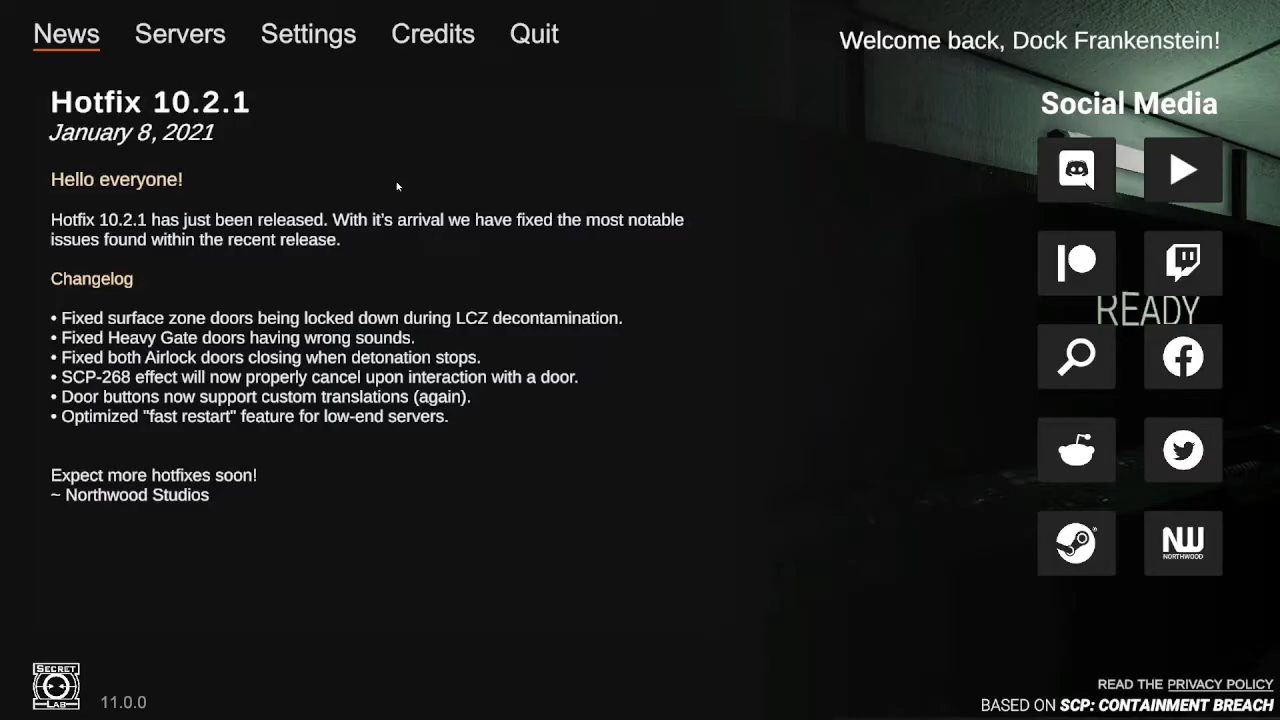 News Servers Settings Credits Quit
Welcome back, Dock Frankenstein!
Hotfix 10.2.1
January 8, 2021
Hello everyone!
Hotfix 10.2.1 has just been released. With it's arrival we have fixed the most notable
issues found within the recent release.
Changelog
• Fixed surface zone doors being locked down during LCZ decontamination.
• Fixed Heavy Gate doors having wrong sounds.
• Fixed both Airlock doors closing when detonation stops.
• SCP-268 effect will now properly cancel upon interaction with a door.
• Door buttons now support custom translations (again).
• Optimized "fast restart" feature for low-end servers.
Expect more hotfixes soon!
~ Northwood Studios
Social Media
READY
NW
NORTHWOOD
SECRET
LAB
11.0.0
READ THE PRIVACY POLICY
BASED ON SCP: CONTAINMENT BREACH